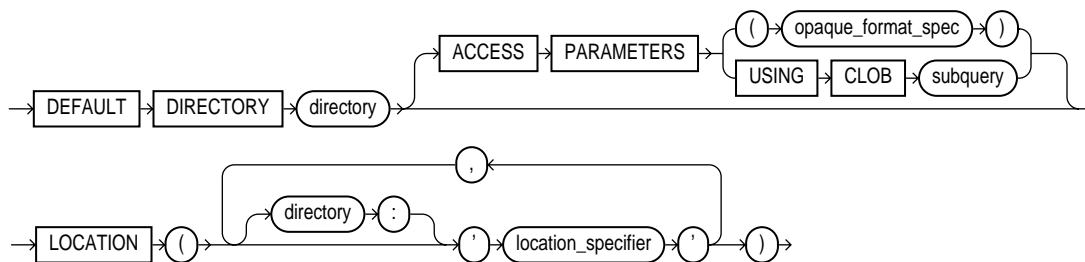 ACCESS PARAMETERS ( opaque_format_spec )
USING CLOB subquery
DEFAULT DIRECTORY directory
,
directory :
LOCATION ( ’ location_specifier ’ )